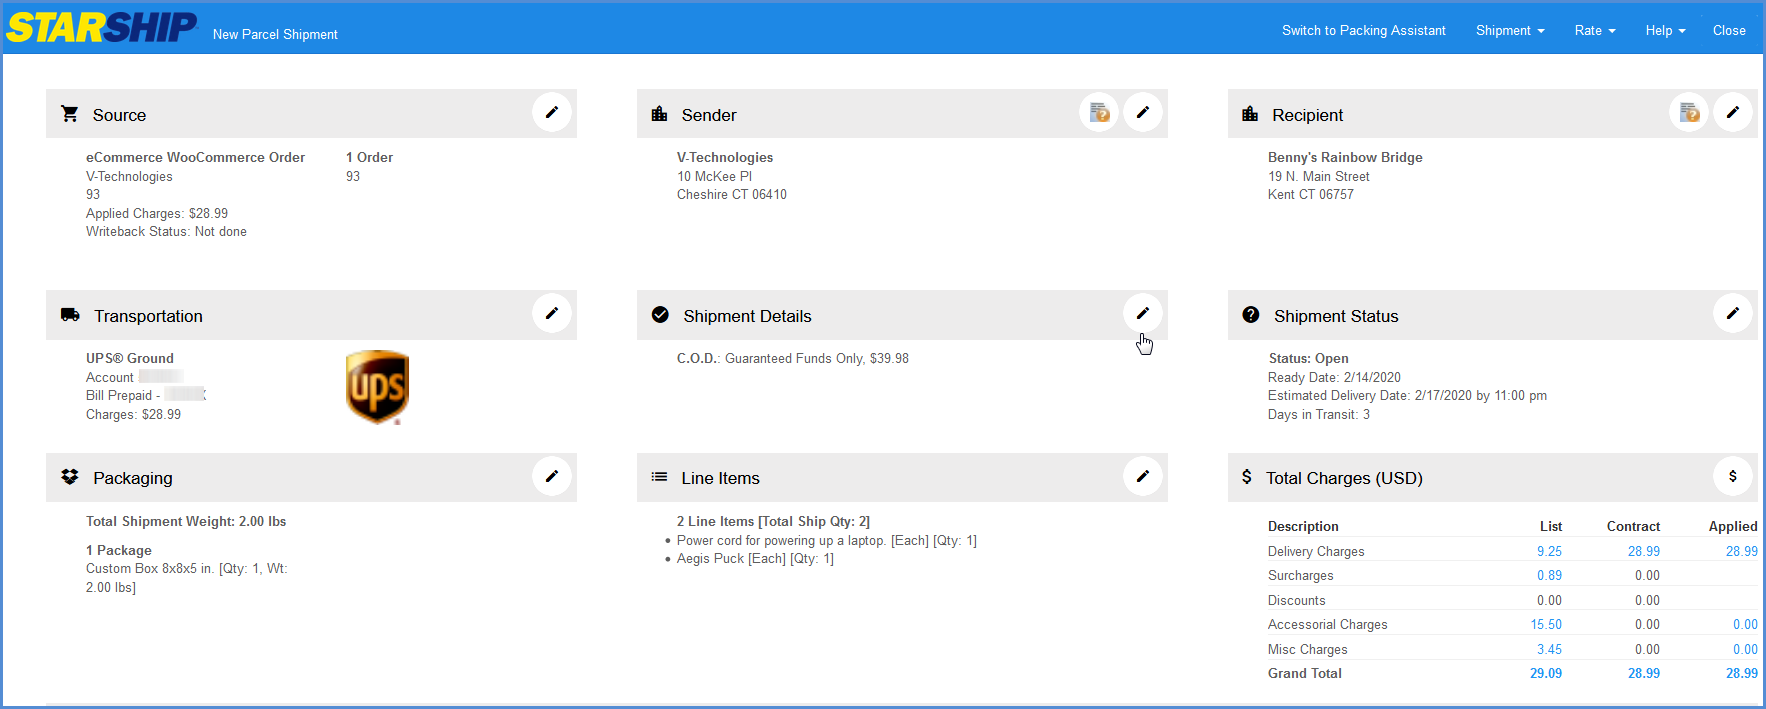 STARSHIP New Parcel Shipment
Switch to Packing Assistant Shipment Rate Help Close
Source
eCommerce WooCommerce Order 1 Order
V-Technologies 93
93
Applied Charges: $28.99
Writeback Status: Not done
Sender
V-Technologies
10 McKee Pl
Cheshire CT 06410
Recipient
Benny's Rainbow Bridge
19 N. Main Street
Kent CT 06757
Transportation
UPS® Ground
Account
Bill Prepaid -
Charges: $28.99
ups
Shipment Details
C.O.D.: Guaranteed Funds Only, $39.98
Shipment Status
Status: Open
Ready Date: 2/14/2020
Estimated Delivery Date: 2/17/2020 by 11:00 pm
Days in Transit: 3
Packaging
Total Shipment Weight: 2.00 lbs
1 Package
Custom Box 8x8x5 in. [Qty: 1, Wt:
2.00 lbs]
Line Items
2 Line Items [Total Ship Qty: 2]
• Power cord for powering up a laptop. [Each] [Qty: 1]
• Aegis Puck [Each] [Qty: 1]
$ Total Charges (USD) $
Description List Contract Applied
Delivery Charges 9.25 28.99 28.99
Surcharges 0.89 0.00
Discounts 0.00 0.00
Accessorial Charges 15.50 0.00 0.00
Misc Charges 3.45 0.00 0.00
Grand Total 29.09 28.99 28.99